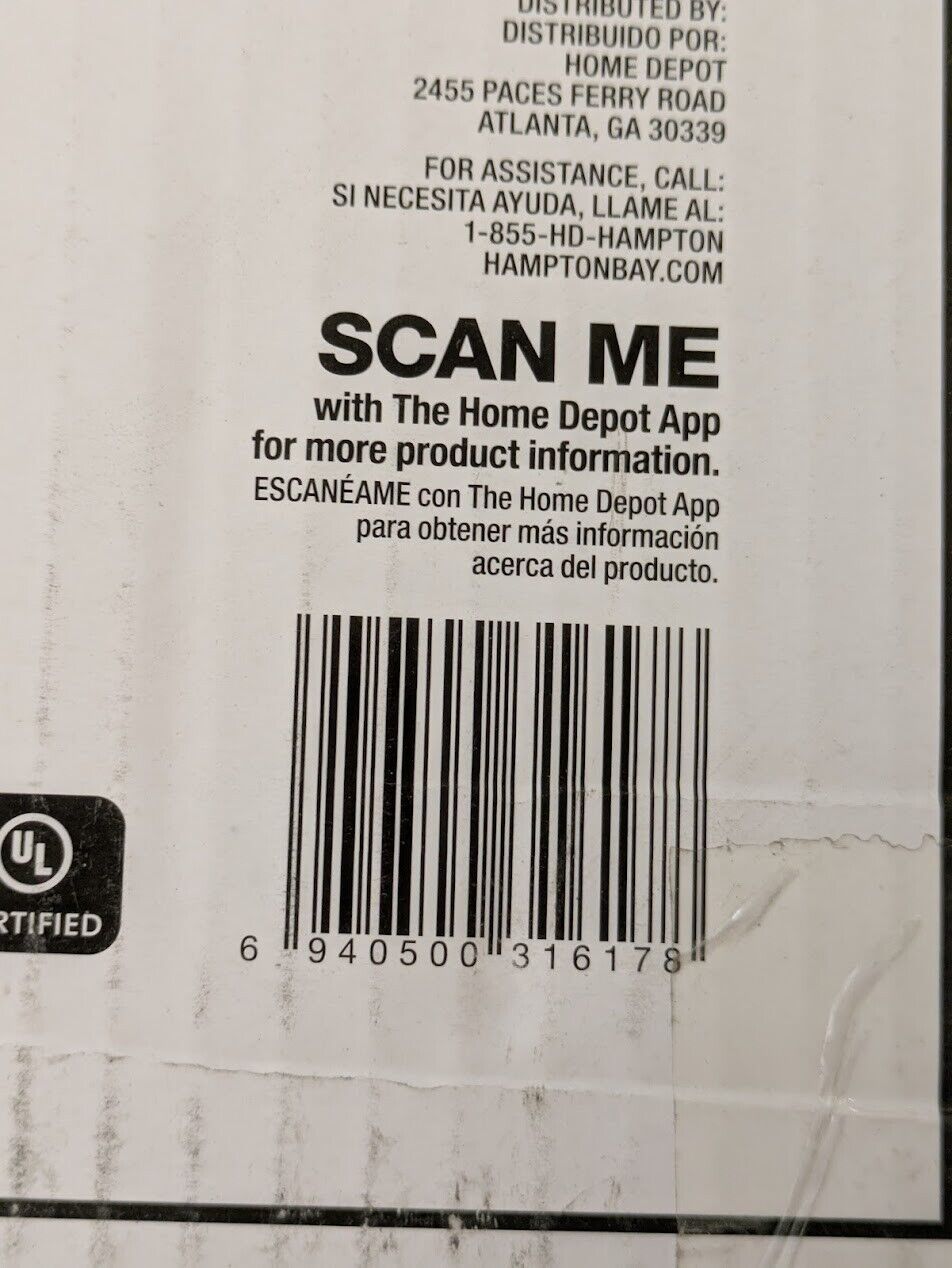 DISTRIBUTED BY:
DISTRIBUIDO POR:
HOME DEPOT
2455 PACES FERRY ROAD
ATLANTA, GA 30339
FOR ASSISTANCE, CALL:
SI NECESITA AYUDA, LLAME AL:
1-855-HD-HAMPTON
HAMPTONBAY.COM
SCAN ME
with The Home Depot App
for more product information.
ESCANÉAME con The Home Depot App
para obtener más información
acerca del producto.
UL
RTIFIED
6 940500 316178